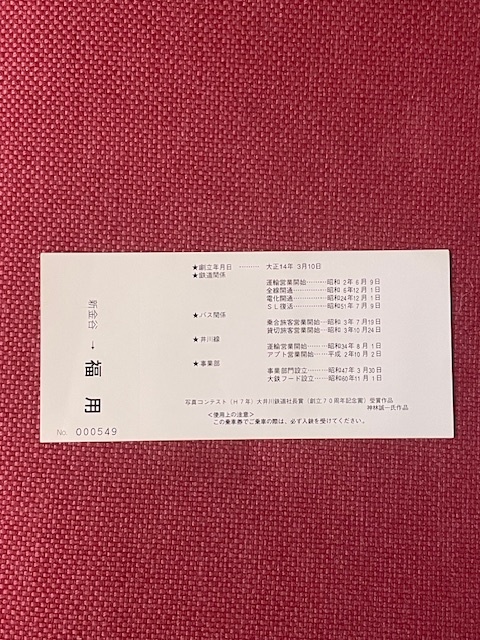 ★創立年月日 ……… 大正14年 3月10日
★鉄道関係
運輸営業開始……昭和 2年 6月 9日
全線開通…………昭和 6年12月 1日
電化開通…………昭和24年12月 1日
SL復活…………昭和51年 7月 9日
★バス関係
乗合旅客営業開始…昭和 3年 7月19日
貸切旅客営業開始…昭和 3年10月24日
★井川線
運輸営業開始………昭和34年 8月 1日
アプト営業開始……平成 2年10月 2日
★事業部
事業部門設立………昭和47年 3月30日
大鉄フード設立……昭和60年11月 1日
写真コンテスト(H7年)大井川鉄道社長賞(創立70周年記念賞)受賞作品
神林誠一氏作品
<使用上の注意>
この乗車券でご乗車の際は、必ず入鋏を受けてください。
新金谷 → 福用
No. 000549